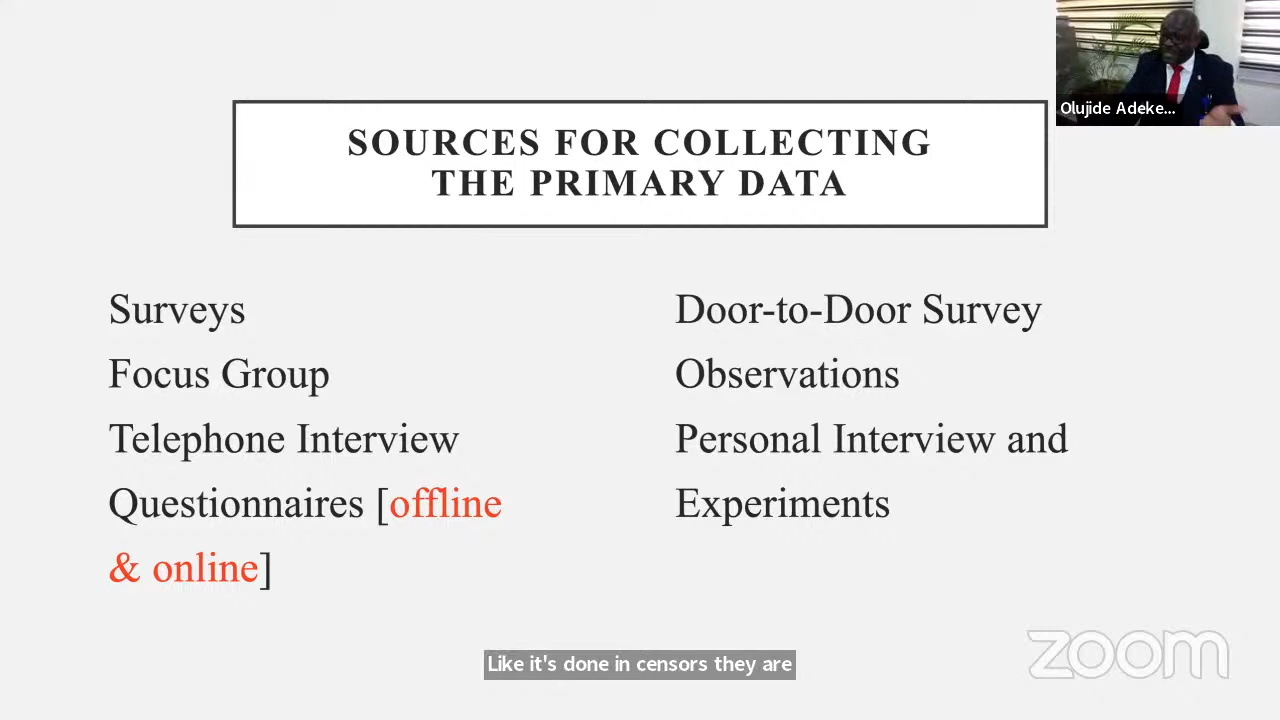 Olujide Adeke...
SOURCES FOR COLLECTING
THE PRIMARY DATA
Surveys
Focus Group
Telephone Interview
Questionnaires [offline
& online]
Door-to-Door Survey
Observations
Personal Interview and
Experiments
Like it's done in censors they are
zoom